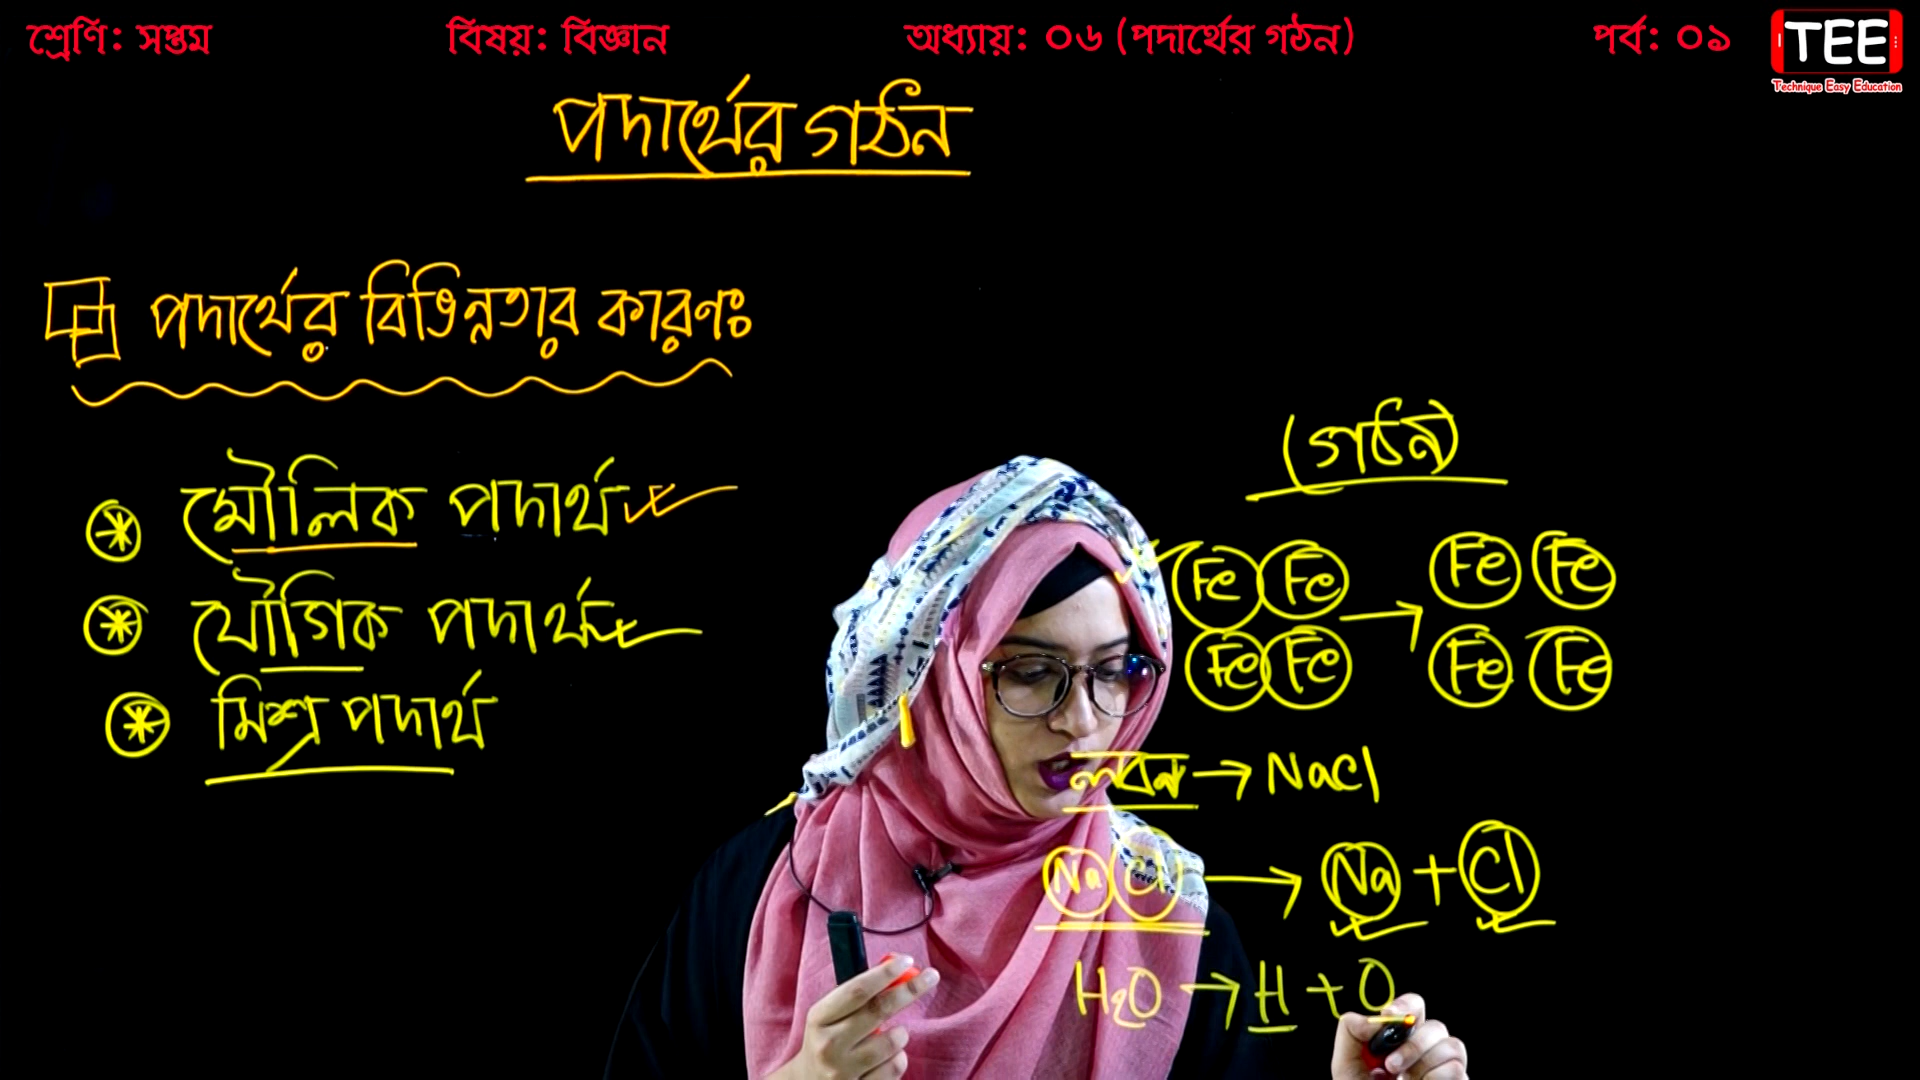 শ্রেণি: সপ্তম বিষয়: বিজ্ঞান অধ্যায়: ০৬ (পদার্থের গঠন) পর্ব: ০১
TEE
Technique Easy Education
পদার্থের গঠন
পদার্থের বিভিন্নতার কারণঃ
মৌলিক পদার্থ
যৌগিক পদার্থ
মিশ্র পদার্থ
(গঠন)
Fe Fe → Fe Fe
Fe Fe Fe Fe
লবন → NaCl
Na Cl → Na + Cl
H₂O → H + O